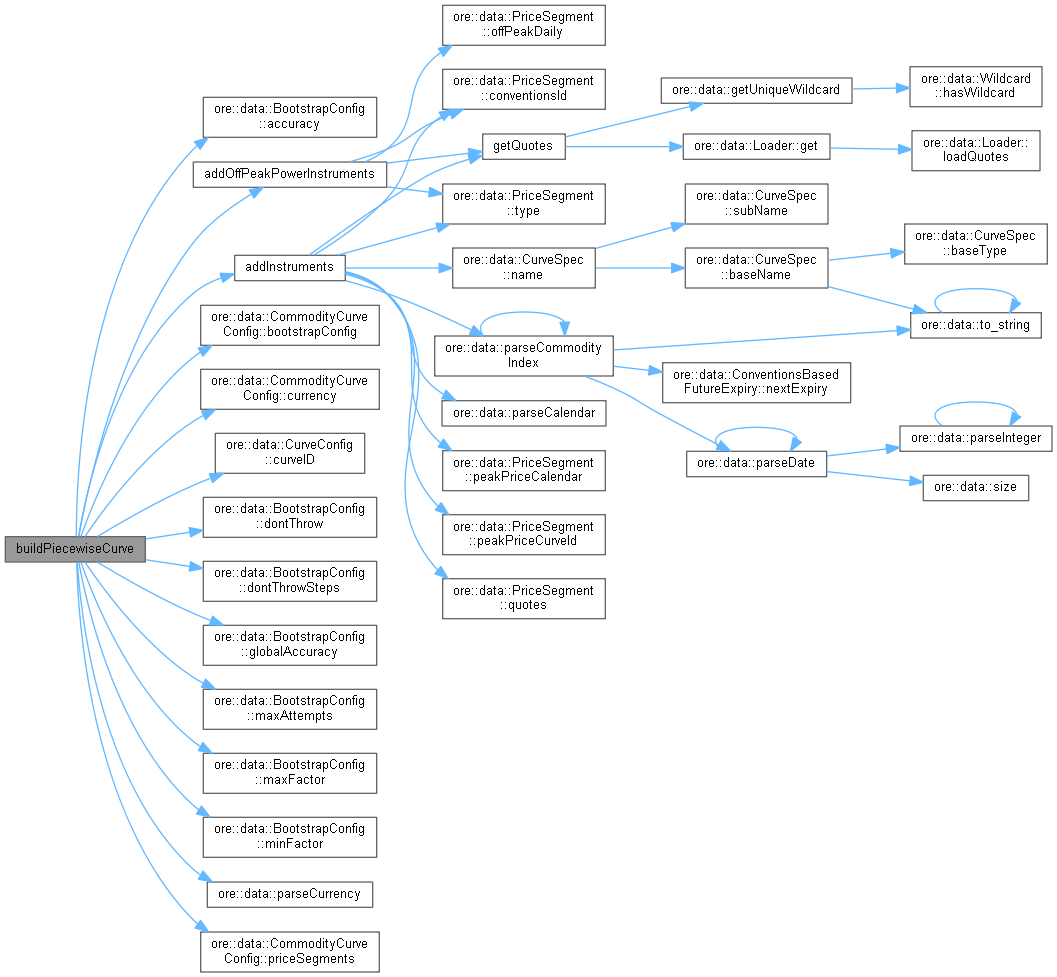 buildPiecewiseCurve
ore::data::BootstrapConfig
::accuracy
addOffPeakPowerInstruments
addInstruments
ore::data::CommodityCurve
Config::bootstrapConfig
ore::data::CommodityCurve
Config::currency
ore::data::CurveConfig
::curveID
ore::data::BootstrapConfig
::dontThrow
ore::data::BootstrapConfig
::dontThrowSteps
ore::data::BootstrapConfig
::globalAccuracy
ore::data::BootstrapConfig
::maxAttempts
ore::data::BootstrapConfig
::maxFactor
ore::data::BootstrapConfig
::minFactor
ore::data::parseCurrency
ore::data::CommodityCurve
Config::priceSegments
ore::data::PriceSegment
::offPeakDaily
ore::data::PriceSegment
::conventionsId
getQuotes
ore::data::PriceSegment
::type
ore::data::CurveSpec
::name
ore::data::parseCommodity
Index
ore::data::parseCalendar
ore::data::PriceSegment
::peakPriceCalendar
ore::data::PriceSegment
::peakPriceCurveId
ore::data::PriceSegment
::quotes
ore::data::getUniqueWildcard
ore::data::Loader::get
ore::data::CurveSpec
::subName
ore::data::CurveSpec
::baseName
ore::data::ConventionsBased
FutureExpiry::nextExpiry
ore::data::parseDate
ore::data::Wildcard
::hasWildcard
ore::data::Loader::
loadQuotes
ore::data::CurveSpec
::baseType
ore::data::to_string
ore::data::parseInteger
ore::data::size